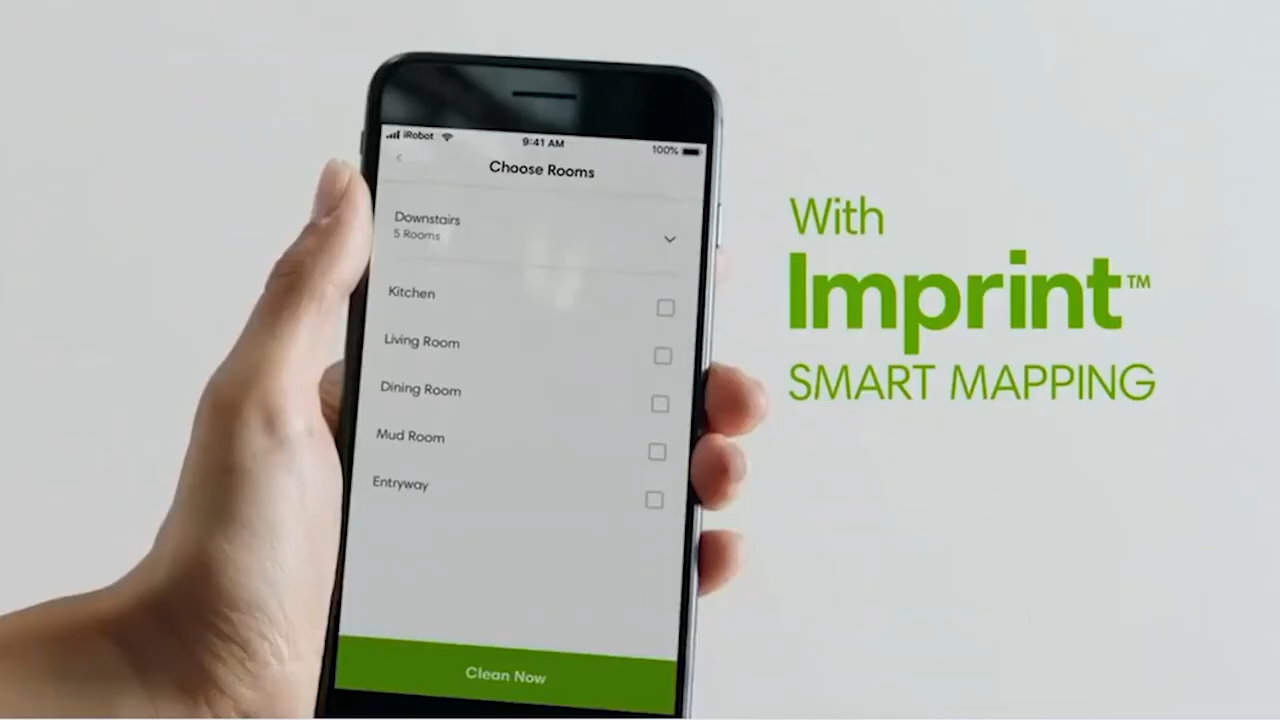 iRobot
9:41 AM
100%
Choose Rooms
Downstairs
5 Rooms
Kitchen
Living Room
Dining Room
Mud Room
Entryway
Clean Now
With
Imprint™
SMART MAPPING